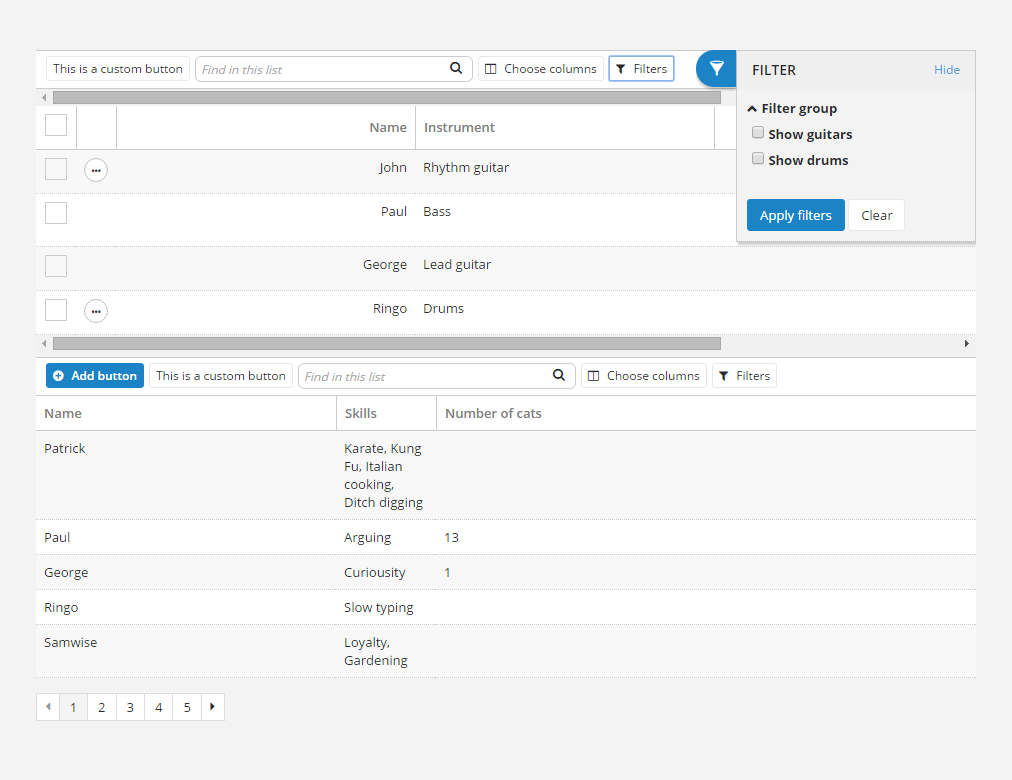 This is a custom button Find in this list Choose columns Filters FILTER Hide
Filter group
Show guitars
Show drums
Apply filters Clear
Name Instrument
John Rhythm guitar
Paul Bass
George Lead guitar
Ringo Drums
Add button This is a custom button Find in this list Choose columns Filters
Name Skills Number of cats
Patrick Karate, Kung
Fu, Italian
cooking,
Ditch digging
Paul Arguing 13
George Curiousity 1
Ringo Slow typing
Samwise Loyalty,
Gardening
1 2 3 4 5